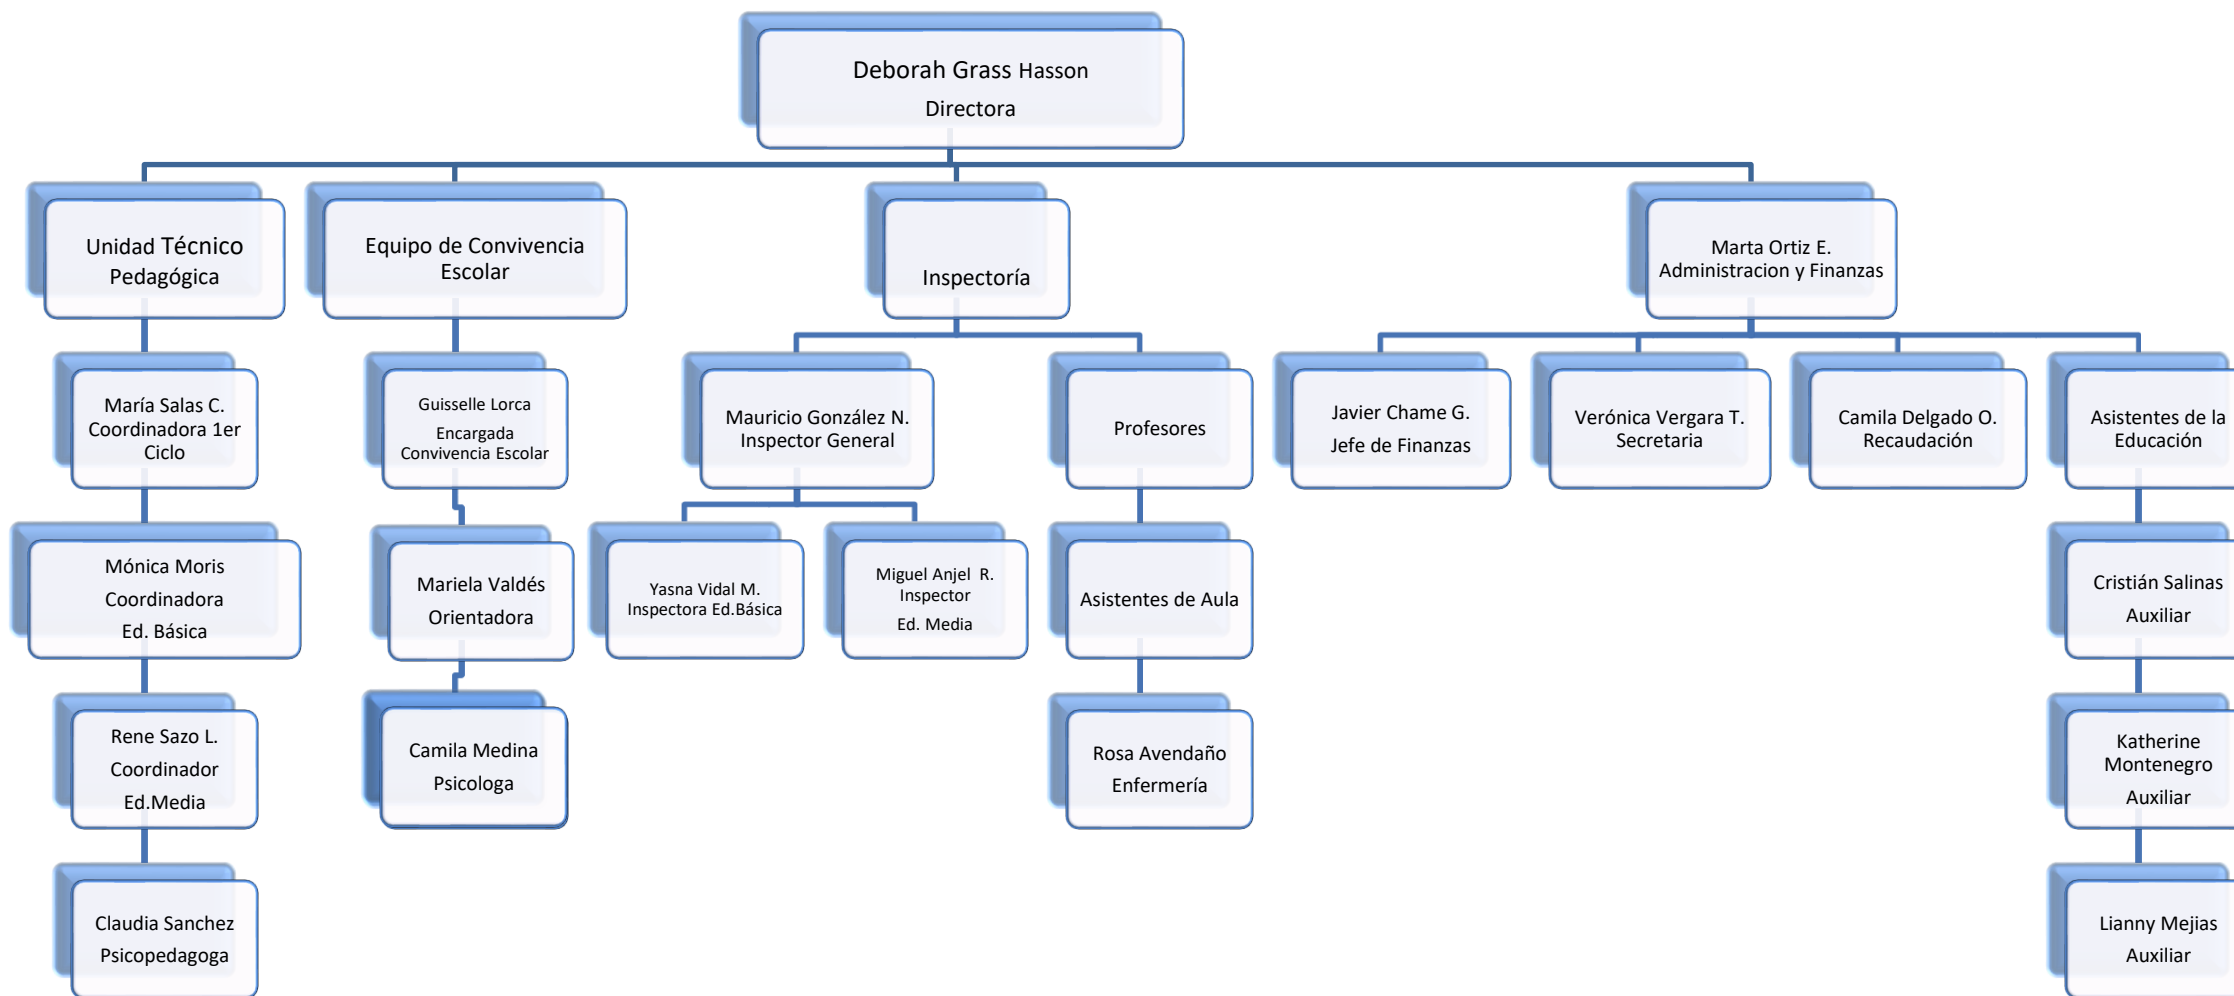 Deborah Grass Hasson
Directora
Unidad Técnico
Pedagógica
Equipo de Convivencia
Escolar
Inspectoría
Marta Ortiz E.
Administracion y Finanzas
María Salas C.
Coordinadora 1er
Ciclo
Guisselle Lorca
Encargada
Convivencia Escolar
Mauricio González N.
Inspector General
Profesores
Javier Chame G.
Jefe de Finanzas
Verónica Vergara T.
Secretaria
Camila Delgado O.
Recaudación
Asistentes de la
Educación
Mónica Moris
Coordinadora
Ed. Básica
Mariela Valdés
Orientadora
Yasna Vidal M.
Inspectora Ed.Básica
Miguel Anjel  R.
Inspector
Ed. Media
Asistentes de Aula
Cristián Salinas
Auxiliar
Rene Sazo L.
Coordinador
Ed.Media
Camila Medina
Psicologa
Rosa Avendaño
Enfermería
Katherine
Montenegro
Auxiliar
Claudia Sanchez
Psicopedagoga
Lianny Mejias
Auxiliar